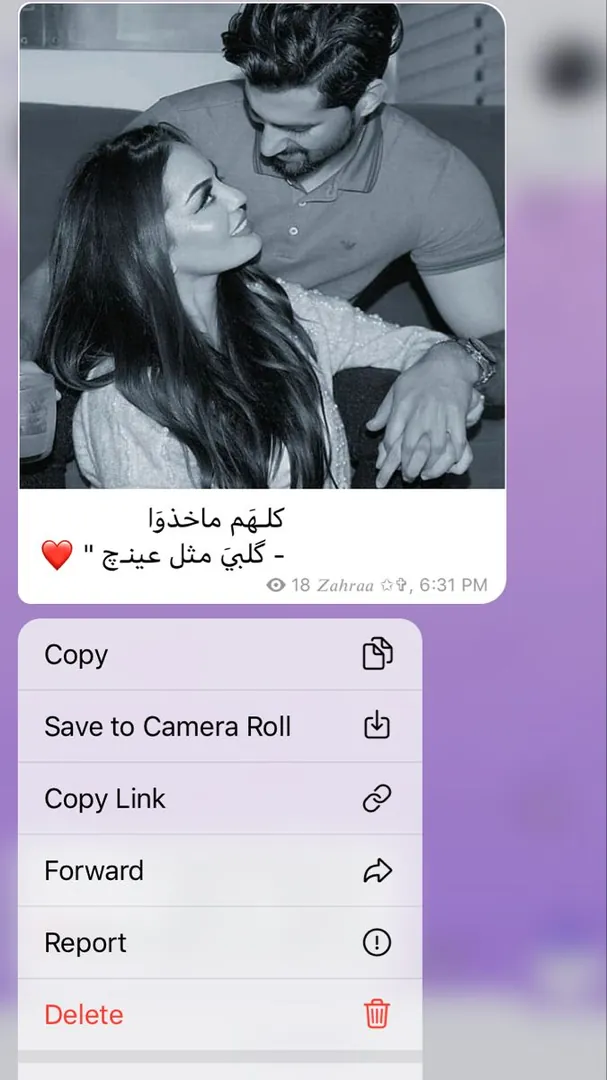 كلـهَم ماخذوَا
- گلبيَ مثل عينـچ " ❤️
18 Zahraa ✩✞, 6:31 PM
Copy
Save to Camera Roll
Copy Link
Forward
Report
Delete